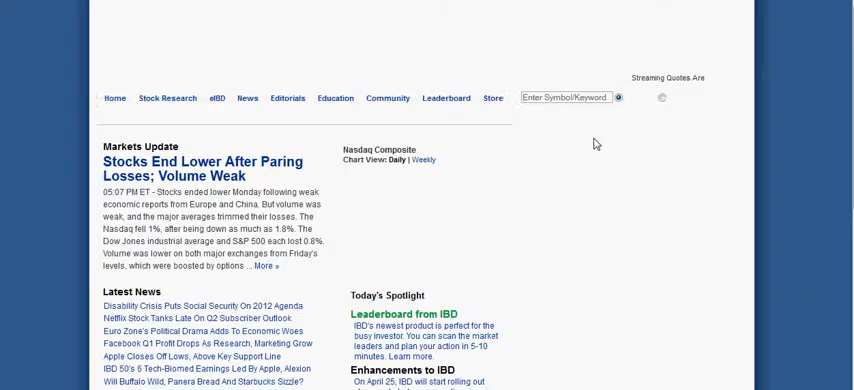 Streaming Quotes Are
Home Stock Research eIBD News Editorials Education Community Leaderboard Store Enter Symbol/Keyword
Markets Update
Stocks End Lower After Paring
Losses; Volume Weak
05:07 PM ET - Stocks ended lower Monday following weak
economic reports from Europe and China. But volume was
weak, and the major averages trimmed their losses. The
Nasdaq fell 1%, after being down as much as 1.8%. The
Dow Jones industrial average and S&P 500 each lost 0.8%.
Volume was lower on both major exchanges from Friday's
levels, which were boosted by options ... More »
Nasdaq Composite
Chart View: Daily | Weekly
Latest News
Disability Crisis Puts Social Security On 2012 Agenda
Netflix Stock Tanks Late On Q2 Subscriber Outlook
Euro Zone's Political Drama Adds To Economic Woes
Facebook Q1 Profit Drops As Research, Marketing Grow
Apple Closes Off Lows, Above Key Support Line
IBD 50's 6 Tech-Biomed Earnings Led By Apple, Alexion
Will Buffalo Wild, Panera Bread And Starbucks Sizzle?
Today's Spotlight
Leaderboard from IBD
IBD's newest product is perfect for the
busy investor. You can scan the market
leaders and plan your action in 5-10
minutes. Learn more.
Enhancements to IBD
On April 25, IBD will start rolling out